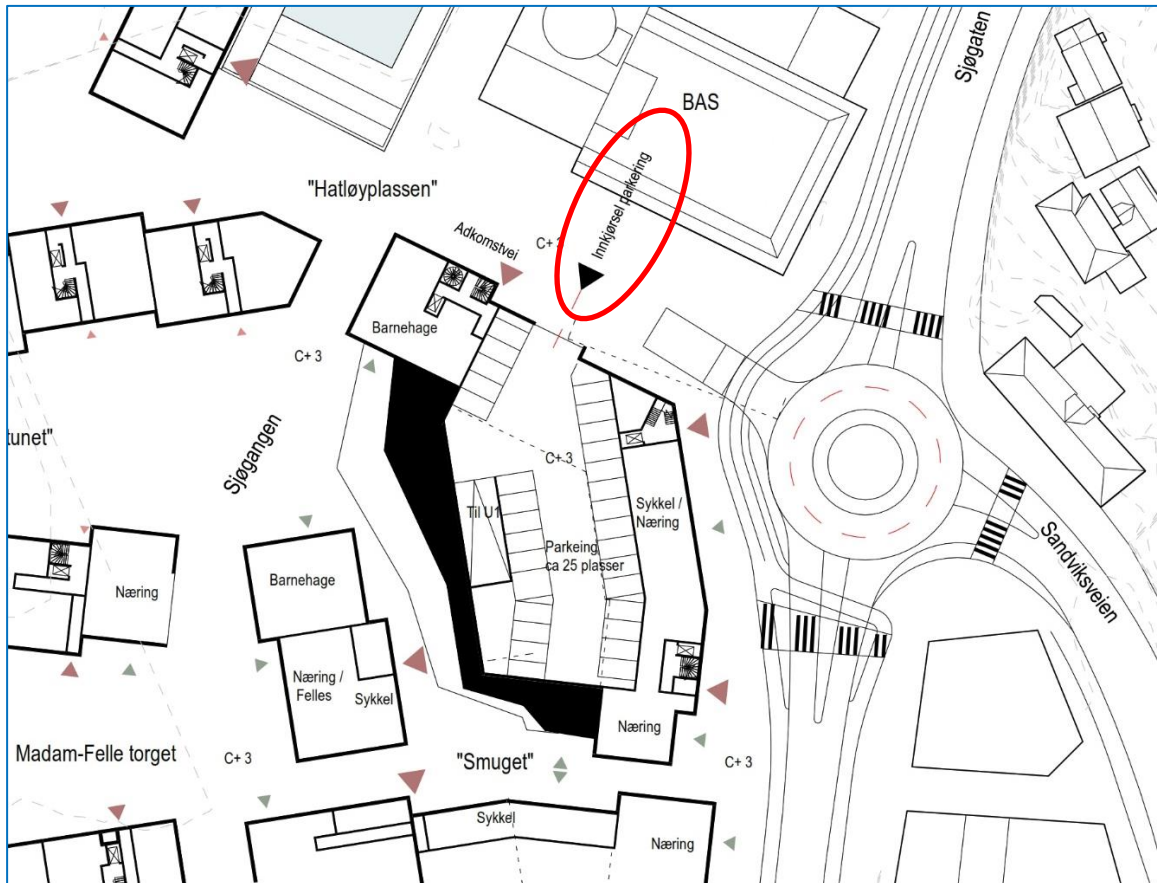 Sjøgaten
BAS
"Hatløyplassen"
Innkjørsel parkering
Adkomstvei
C+ 3
Barnehage
C+ 3
tunet"
Sjøgangen
C+ 3
Til U1
Sykkel /
Næring
Parkeing
ca 25 plasser
Sandviksveien
Barnehage
Næring
Næring /
Felles
Sykkel
Næring
Madam-Felle torget
C+ 3
"Smuget"
C+ 3
Sykkel
Næring